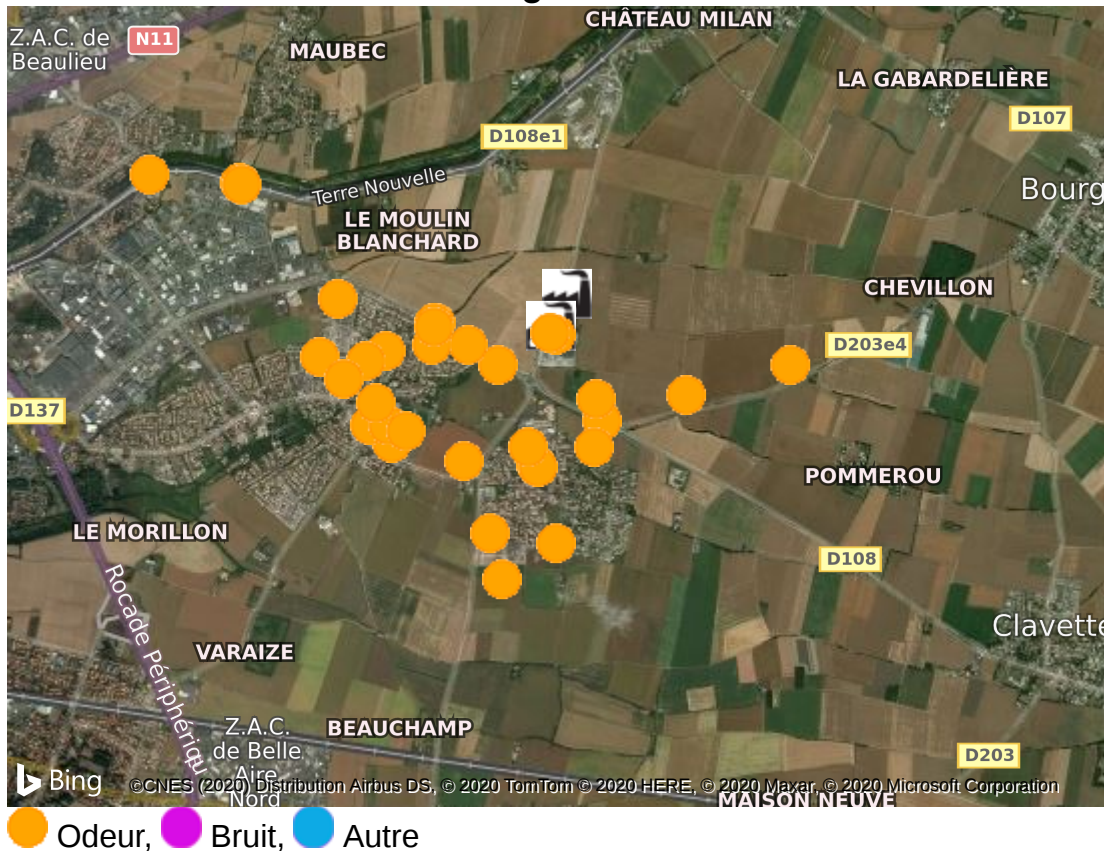 CHÂTEAU MILAN
Z.A.C. de
Beaulieu
N11
MAUBEC
LA GABARDELIÈRE
D107
D108e1
Terre Nouvelle
Bourg
LE MOULIN
BLANCHARD
CHEVILLON
D203e4
D137
POMMEROU
LE MORILLON
D108
Rocade Périphériqu
Clavette
VARAIZE
Z.A.C.
de Belle
Aire
Nord
BEAUCHAMP
D203
Bing
©CNES (2020) Distribution Airbus DS, © 2020 TomTom © 2020 HERE, © 2020 Maxar, © 2020 Microsoft Corporation
MAISON NEUVE
Odeur, Bruit, Autre